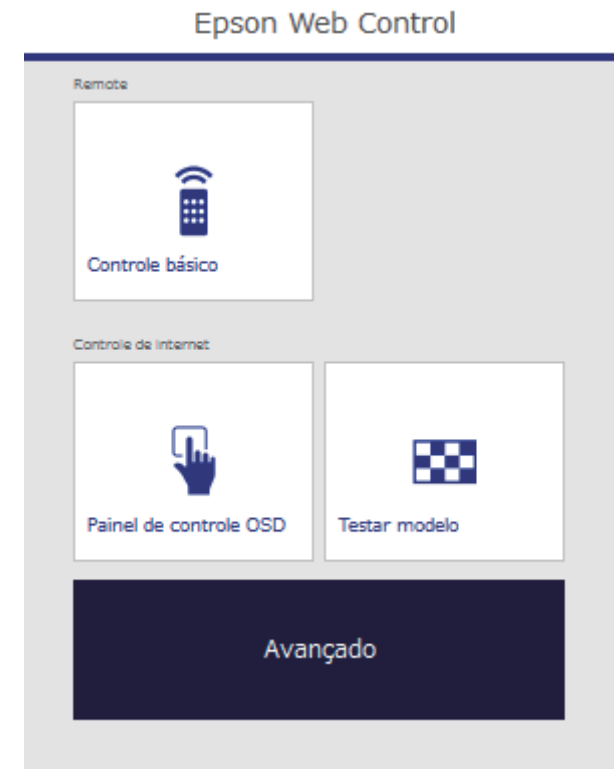 Epson Web Control
Remote
Controle básico
Controle de internet
Painel de controle OSD
Testar modelo
Avançado